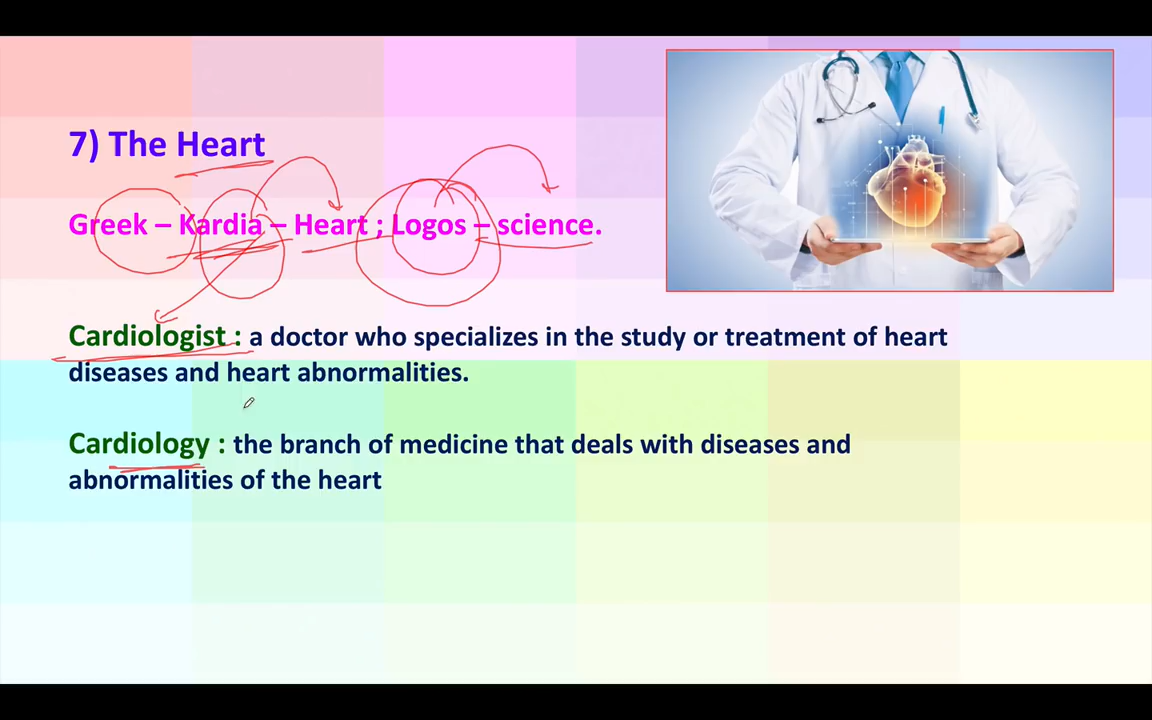 7) The Heart
Greek – Kardia – Heart ; Logos – science.
Cardiologist : a doctor who specializes in the study or treatment of heart
diseases and heart abnormalities.
Cardiology : the branch of medicine that deals with diseases and
abnormalities of the heart